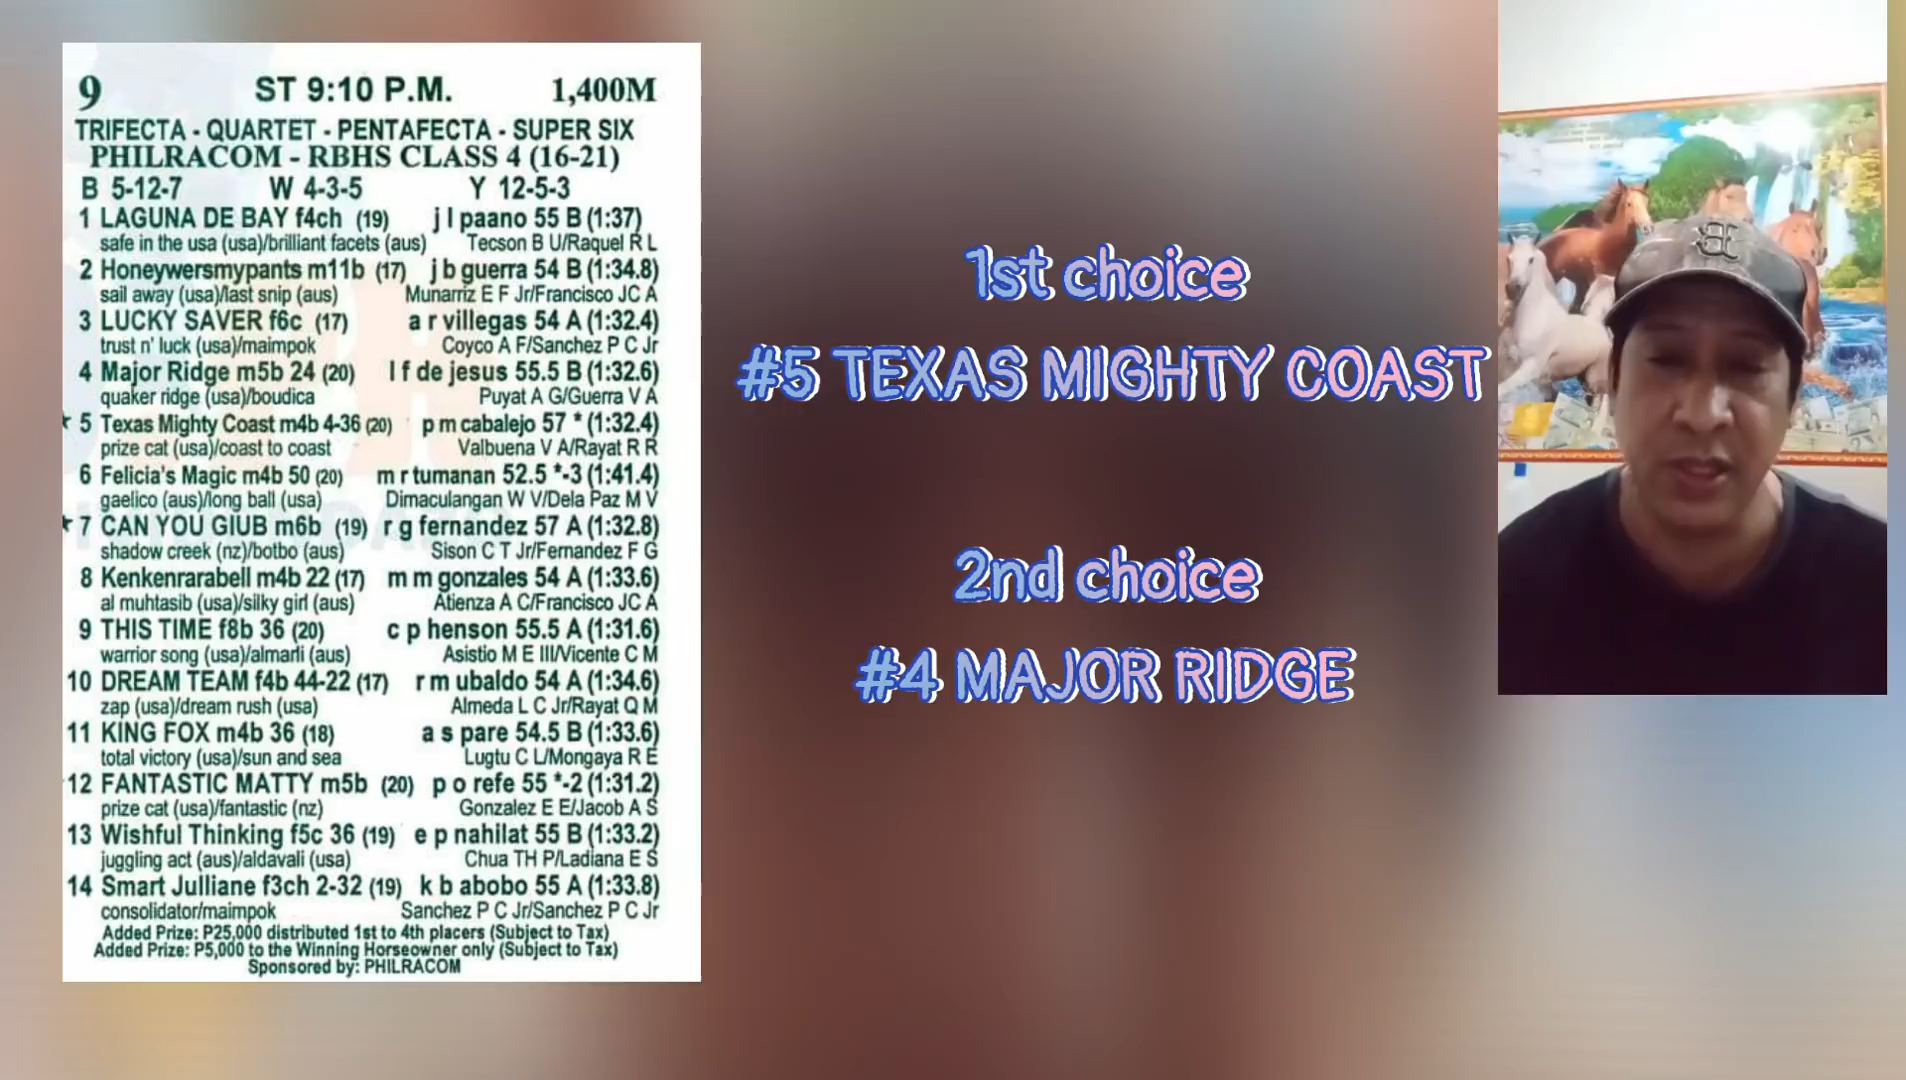 9 ST 9:10 P.M. 1,400M
TRIFECTA - QUARTET - PENTAFECTA - SUPER SIX
PHILRACOM - RBHS CLASS 4 (16-21)
B 5-12-7 W 4-3-5 Y 12-5-3
1 LAGUNA DE BAY f4ch (19) j l paano 55 B (1:37)
safe in the usa (usa)/brilliant facets (aus) Tecson B U/Raquel R L
2 Honeywersmypants m11b (17) j b guerra 54 B (1:34.8)
sail away (usa)/last snip (aus) Munarriz E F Jr/Francisco JC A
3 LUCKY SAVER f6c (17) a r villegas 54 A (1:32.4)
trust n' luck (usa)/maimpok Coyco A F/Sanchez P C Jr
4 Major Ridge m5b 24 (20) l f de jesus 55.5 B (1:32.6)
quaker ridge (usa)/boudica Puyat A G/Guerra V A
5 Texas Mighty Coast m4b 4-36 (20) p m cabalejo 57 * (1:32.4)
prize cat (usa)/coast to coast Valbuena V A/Rayat R R
6 Felicia's Magic m4b 50 (20) m r tumanan 52.5 *-3 (1:41.4)
gaelico (aus)/long ball (usa) Dimaculangan W V/Dela Paz M V
7 CAN YOU GIUB m6b (19) r g fernandez 57 A (1:32.8)
shadow creek (nz)/botbo (aus) Sison C T Jr/Fernandez F G
8 Kenkenrarabell m4b 22 (17) m m gonzales 54 A (1:33.6)
al muhtasib (usa)/silky girl (aus) Atienza A C/Francisco JC A
9 THIS TIME f8b 36 (20) c p henson 55.5 A (1:31.6)
warrior song (usa)/almarli (aus) Asistio M E III/Vicente C M
10 DREAM TEAM f4b 44-22 (17) r m ubaldo 54 A (1:34.6)
zap (usa)/dream rush (usa) Almeda L C Jr/Rayat Q M
11 KING FOX m4b 36 (18) a s pare 54.5 B (1:33.6)
total victory (usa)/sun and sea Lugtu C L/Mongaya R E
12 FANTASTIC MATTY m5b (20) p o refe 55 *-2 (1:31.2)
prize cat (usa)/fantastic (nz) Gonzalez E E/Jacob A S
13 Wishful Thinking f5c 36 (19) e p nahilat 55 B (1:33.2)
juggling act (aus)/aldavali (usa) Chua TH P/Ladiana E S
14 Smart Julliane f3ch 2-32 (19) k b abobo 55 A (1:33.8)
consolidator/maimpok Sanchez P C Jr/Sanchez P C Jr
Added Prize: P25,000 distributed 1st to 4th placers (Subject to Tax)
Added Prize: P5,000 to the Winning Horseowner only (Subject to Tax)
Sponsored by: PHILRACOM
1st choice
#5 TEXAS MIGHTY COAST
2nd choice
#4 MAJOR RIDGE